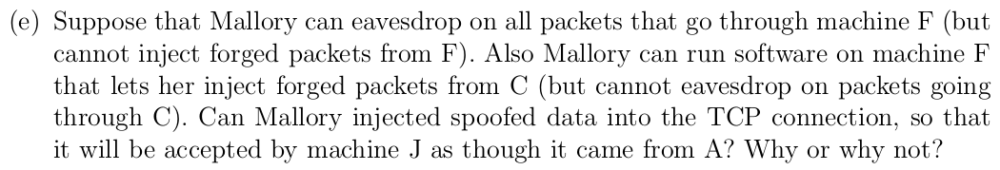 (e) Suppose that Mallory can eavesdrop on all packets that go through machine F (but
cannot inject forged packets from F). Also Mallory can run software on machine F
that lets her inject forged packets from C (but cannot eavesdrop on packets going
through C). Can Mallory injected spoofed data into the TCP connection, so that
it will be accepted by machine J as though it came from A? Why or why not?